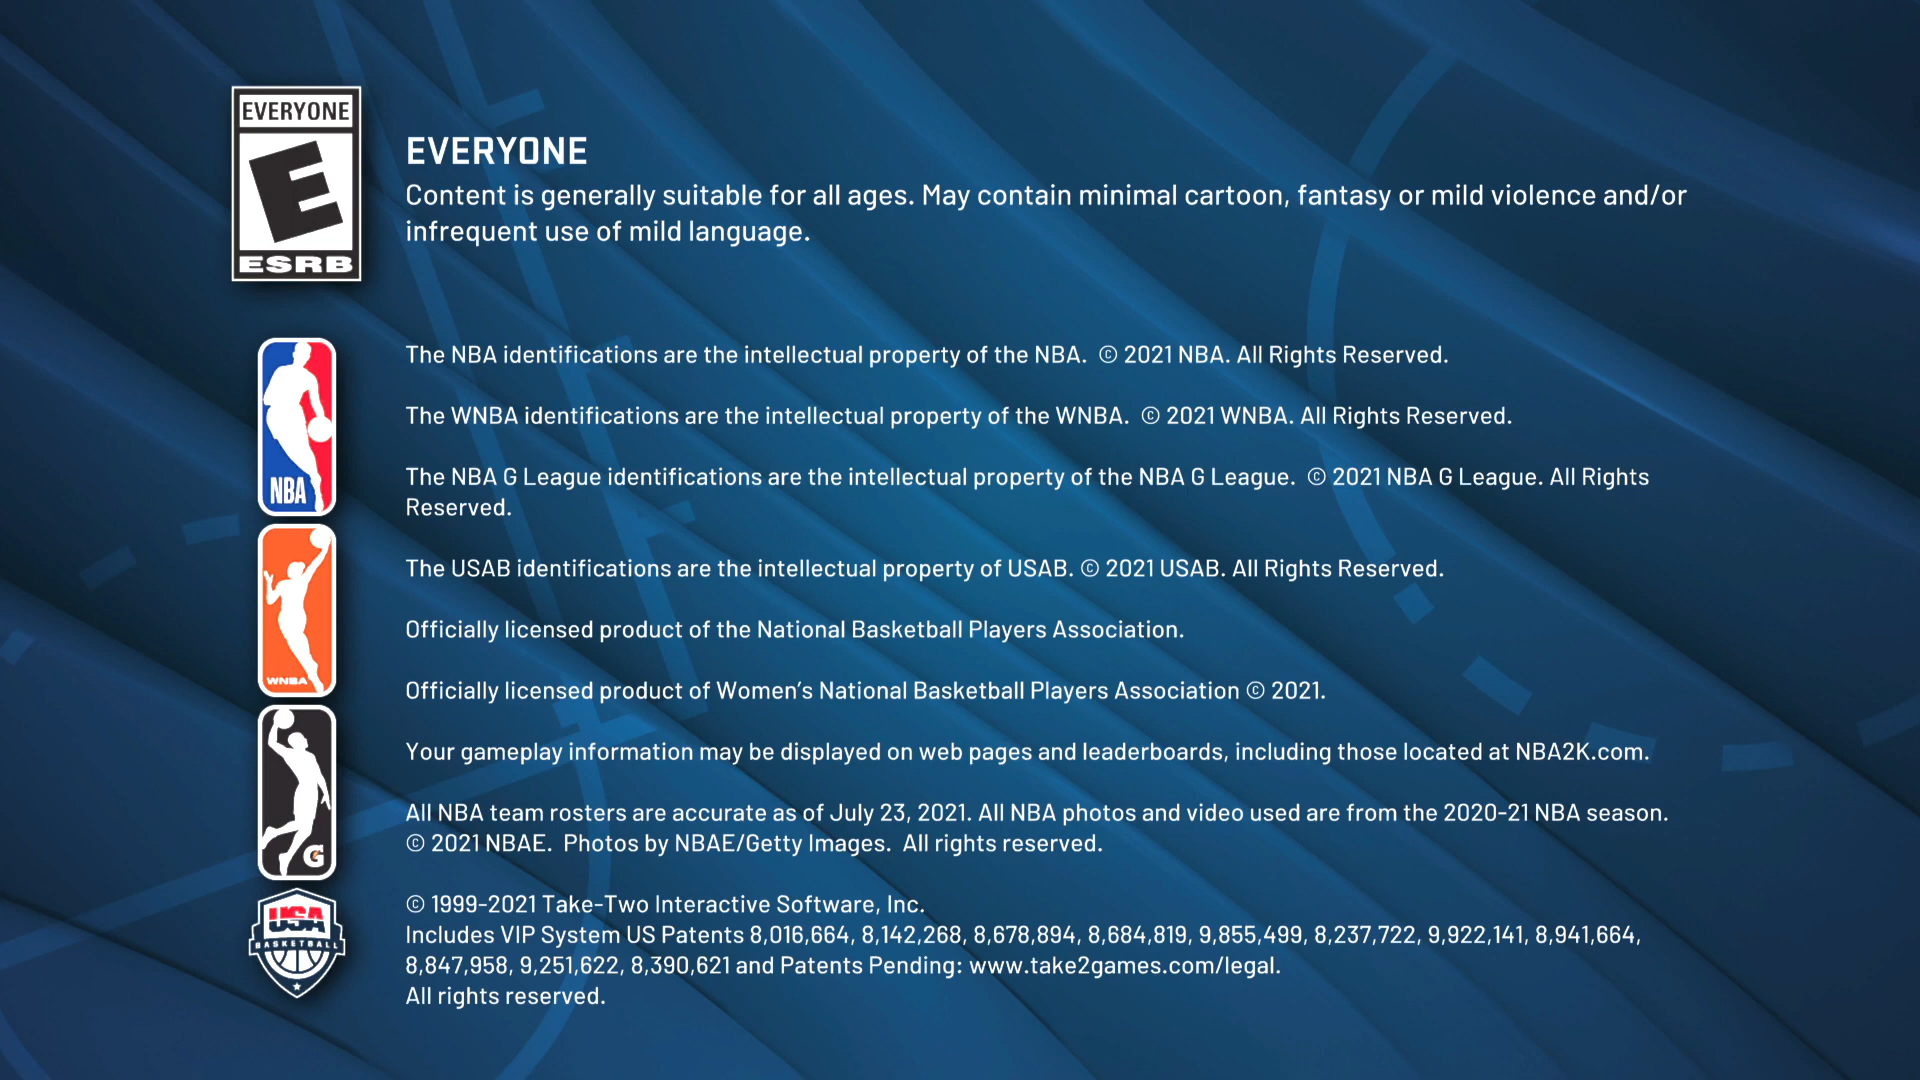 EVERYONE
E
ESRB
EVERYONE
Content is generally suitable for all ages. May contain minimal cartoon, fantasy or mild violence and/or
infrequent use of mild language.
NBA
The NBA identifications are the intellectual property of the NBA.  © 2021 NBA. All Rights Reserved.
The WNBA identifications are the intellectual property of the WNBA.  © 2021 WNBA. All Rights Reserved.
The NBA G League identifications are the intellectual property of the NBA G League.  © 2021 NBA G League. All Rights
Reserved.
WNBA
The USAB identifications are the intellectual property of USAB. © 2021 USAB. All Rights Reserved.
Officially licensed product of the National Basketball Players Association.
Officially licensed product of Women’s National Basketball Players Association © 2021.
G
Your gameplay information may be displayed on web pages and leaderboards, including those located at NBA2K.com.
All NBA team rosters are accurate as of July 23, 2021. All NBA photos and video used are from the 2020-21 NBA season.
© 2021 NBAE.  Photos by NBAE/Getty Images.  All rights reserved.
USA
BASKETBALL
© 1999-2021 Take-Two Interactive Software, Inc.
Includes VIP System US Patents 8,016,664, 8,142,268, 8,678,894, 8,684,819, 9,855,499, 8,237,722, 9,922,141, 8,941,664,
8,847,958, 9,251,622, 8,390,621 and Patents Pending: www.take2games.com/legal.
All rights reserved.